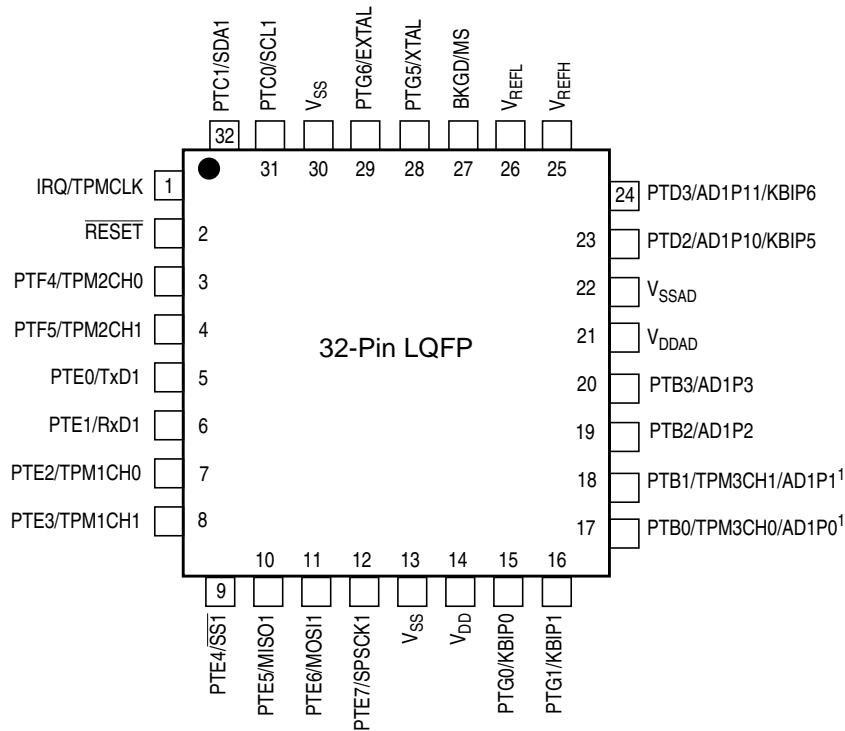 PTC1/SDA1
PTC0/SCL1
VSS
PTG6/EXTAL
PTG5/XTAL
BKGD/MS
VREFL
VREFH
32
31
30
29
28
27
26
25
IRQ/TPMCLK 1
RESET 2
PTF4/TPM2CH0 3
PTF5/TPM2CH1 4
PTE0/TxD1 5
PTE1/RxD1 6
PTE2/TPM1CH0 7
PTE3/TPM1CH1 8
32-Pin LQFP
24 PTD3/AD1P11/KBIP6
23 PTD2/AD1P10/KBIP5
22 VSSAD
21 VDDAD
20 PTB3/AD1P3
19 PTB2/AD1P2
18 PTB1/TPM3CH1/AD1P1¹
17 PTB0/TPM3CH0/AD1P0¹
9
10
11
12
13
14
15
16
PTE4/SS1
PTE5/MISO1
PTE6/MOSI1
PTE7/SPSCK1
VSS
VDD
PTG0/KBIP0
PTG1/KBIP1